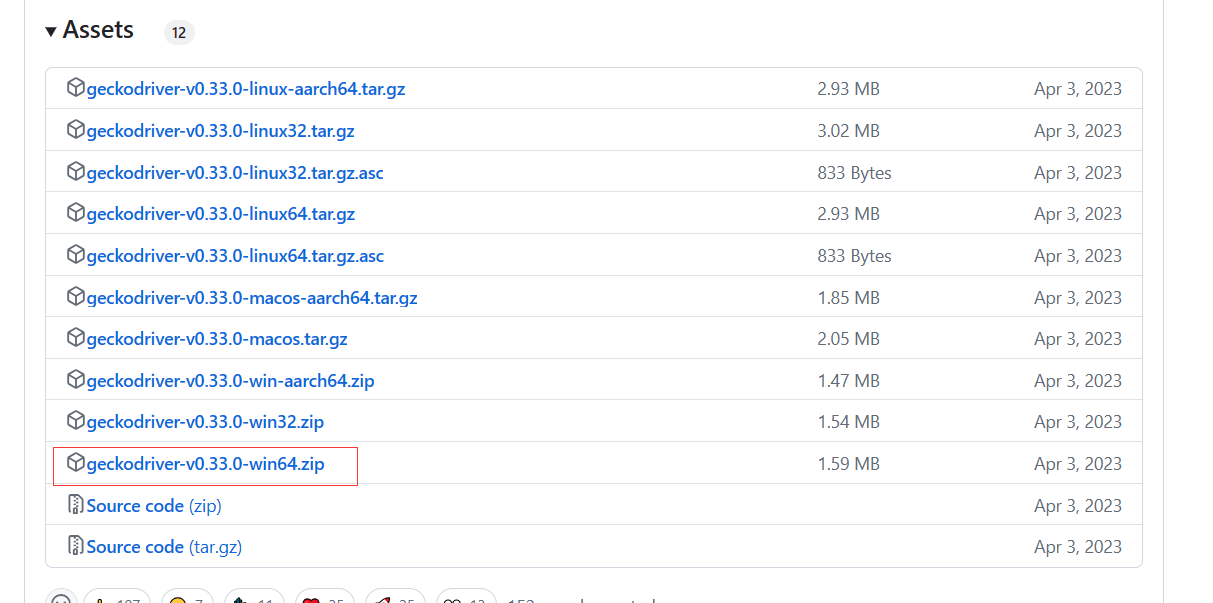 ▾ Assets 12
geckodriver-v0.33.0-linux-aarch64.tar.gz 2.93 MB Apr 3, 2023
geckodriver-v0.33.0-linux32.tar.gz 3.02 MB Apr 3, 2023
geckodriver-v0.33.0-linux32.tar.gz.asc 833 Bytes Apr 3, 2023
geckodriver-v0.33.0-linux64.tar.gz 2.93 MB Apr 3, 2023
geckodriver-v0.33.0-linux64.tar.gz.asc 833 Bytes Apr 3, 2023
geckodriver-v0.33.0-macos-aarch64.tar.gz 1.85 MB Apr 3, 2023
geckodriver-v0.33.0-macos.tar.gz 2.05 MB Apr 3, 2023
geckodriver-v0.33.0-win-aarch64.zip 1.47 MB Apr 3, 2023
geckodriver-v0.33.0-win32.zip 1.54 MB Apr 3, 2023
geckodriver-v0.33.0-win64.zip 1.59 MB Apr 3, 2023
Source code (zip) Apr 3, 2023
Source code (tar.gz) Apr 3, 2023